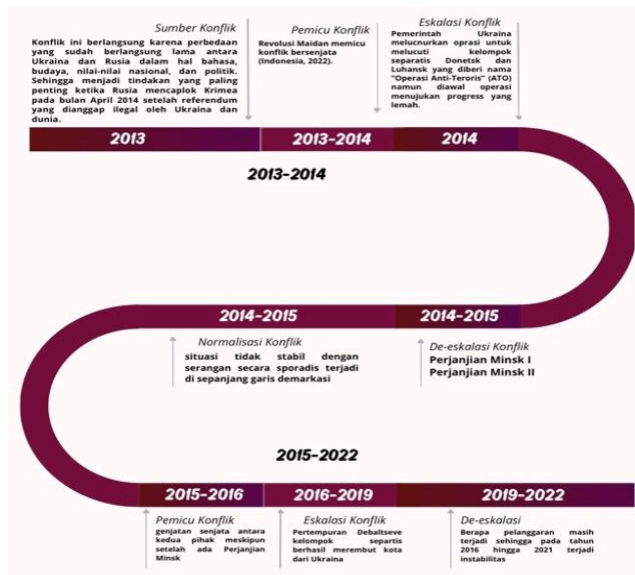 Sumber Konflik
Konflik ini berlangsung karena perbedaan
yang sudah berlangsung lama antara
Ukraina dan Rusia dalam hal bahasa,
budaya, nilai-nilai nasional, dan politik.
Sehingga menjadi tindakan yang paling
penting ketika Rusia mencaplok Krimea
pada bulan April 2014 setelah referendum
yang dianggap ilegal oleh Ukraina dan
dunia.
Pemicu Konflik
Revolusi Maidan memicu
konflik bersenjata
(Indonesia, 2022).
Eskalasi Konflik
Pemerintah Ukraina
melucnurkan oprasi untuk
melucuti kelompok
separatis Donetsk dan
Luhansk yang diberi nama
"Operasi Anti-Teroris" (ATO)
namun diawal operasi
menujukan progress yang
lemah.
2013
2013-2014
2014
2013-2014
2014-2015
2014-2015
Normalisasi Konflik
situasi tidak stabil dengan
serangan secara sporadis terjadi
di sepanjang garis demarkasi
De-eskalasi Konflik
Perjanjian Minsk I
Perjanjian Minsk II
2015-2022
2015-2016
2016-2019
2019-2022
Pemicu Konflik
genjatan senjata antara
kedua pihak meskipun
setelah ada Perjanjian
Minsk
Eskalasi Konflik
Pertempuran Debaltseve
kelompok separtis
berhasil merembut kota
dari Ukraina
De-eskalasi
Berapa pelanggaran masih
terjadi sehingga pada tahun
2016 hingga 2021 terjadi
instabilitas